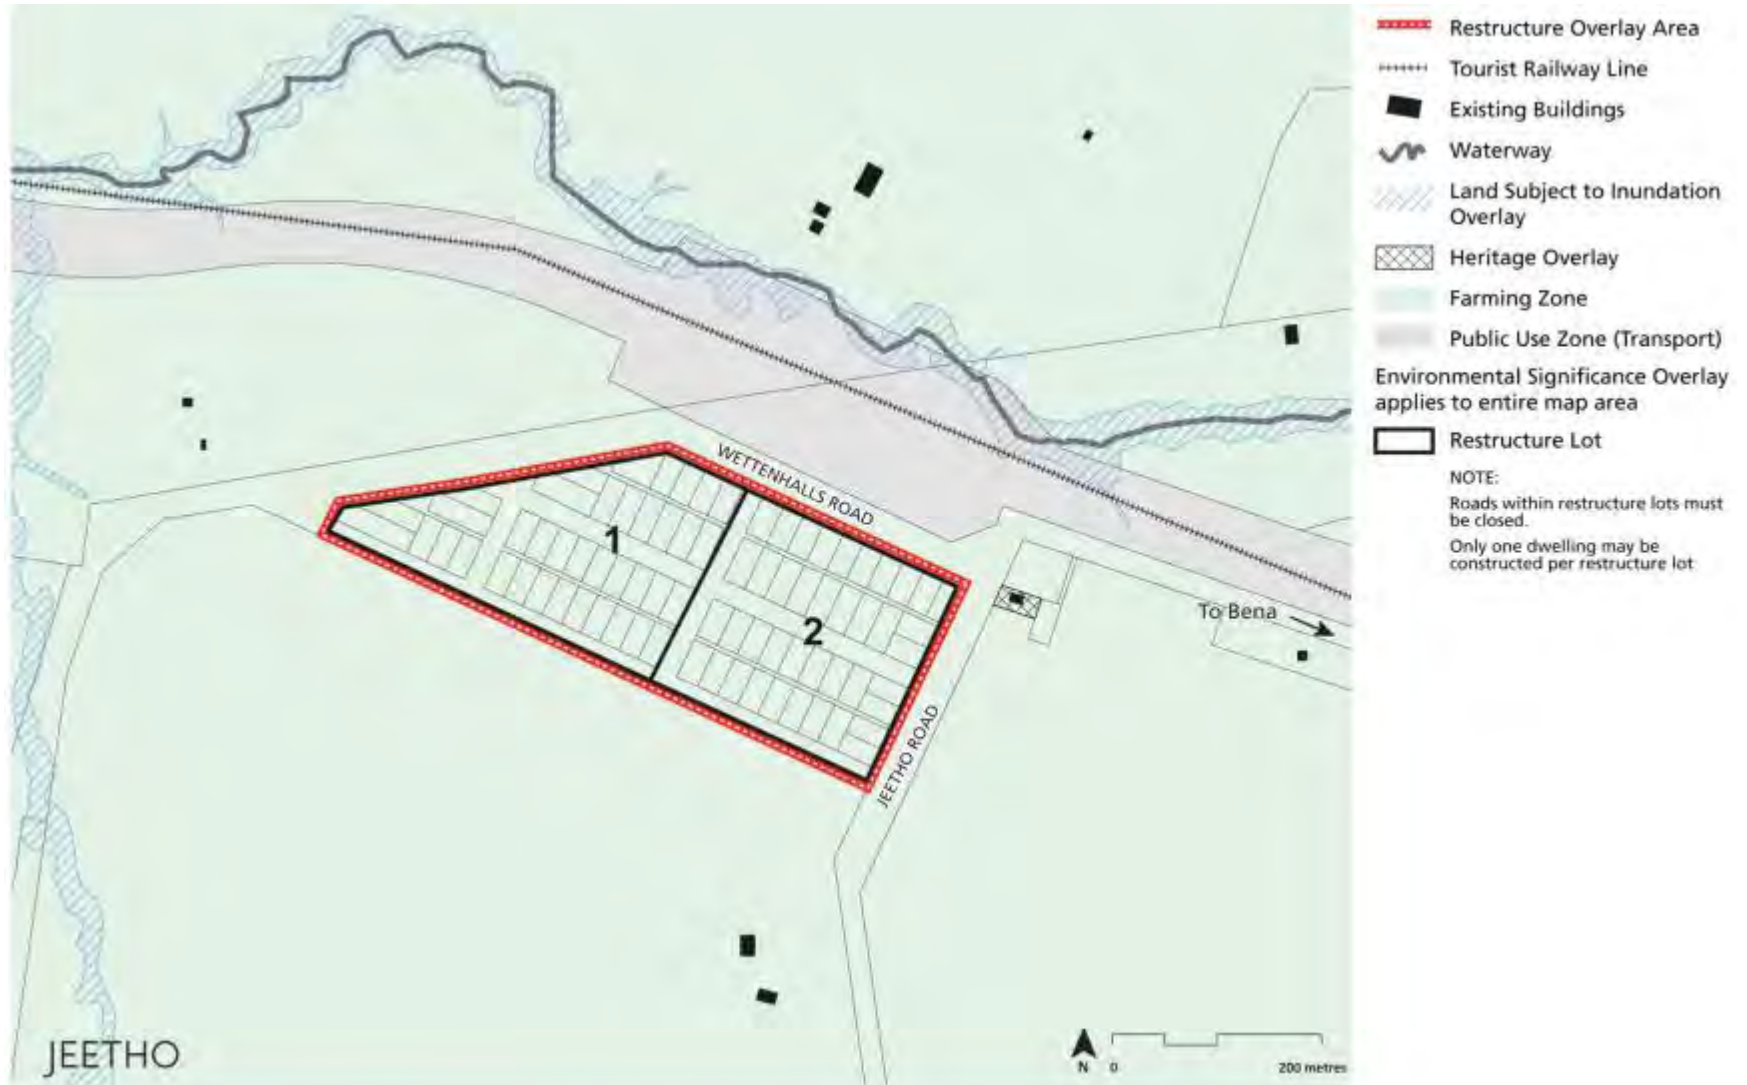 Restructure Overlay Area
Tourist Railway Line
Existing Buildings
Waterway
Land Subject to Inundation
Overlay
Heritage Overlay
Farming Zone
Public Use Zone (Transport)
Environmental Significance Overlay
applies to entire map area
Restructure Lot
NOTE:
Roads within restructure lots must
be closed.
Only one dwelling may be
constructed per restructure lot
WETTENHALLS ROAD
1
2
To Bena
JEETHO ROAD
JEETHO
N
0
200 metres